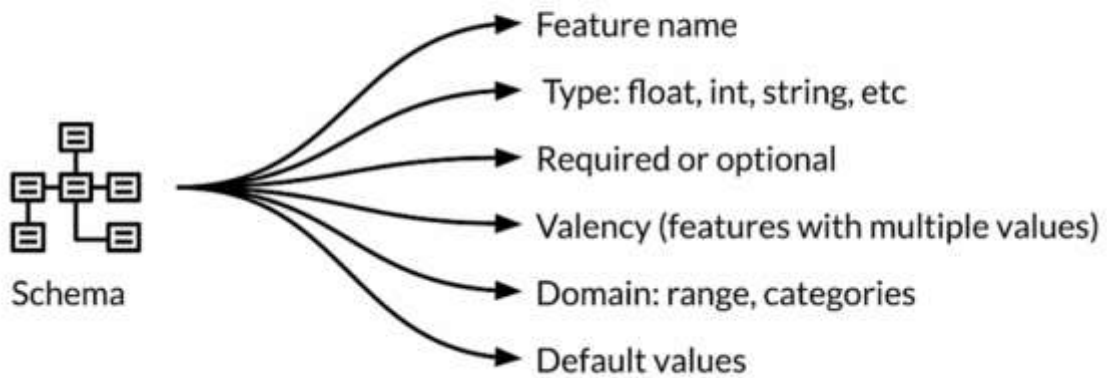 Feature name
Type: float, int, string, etc
Required or optional
Valency (features with multiple values)
Schema
Domain: range, categories
Default values